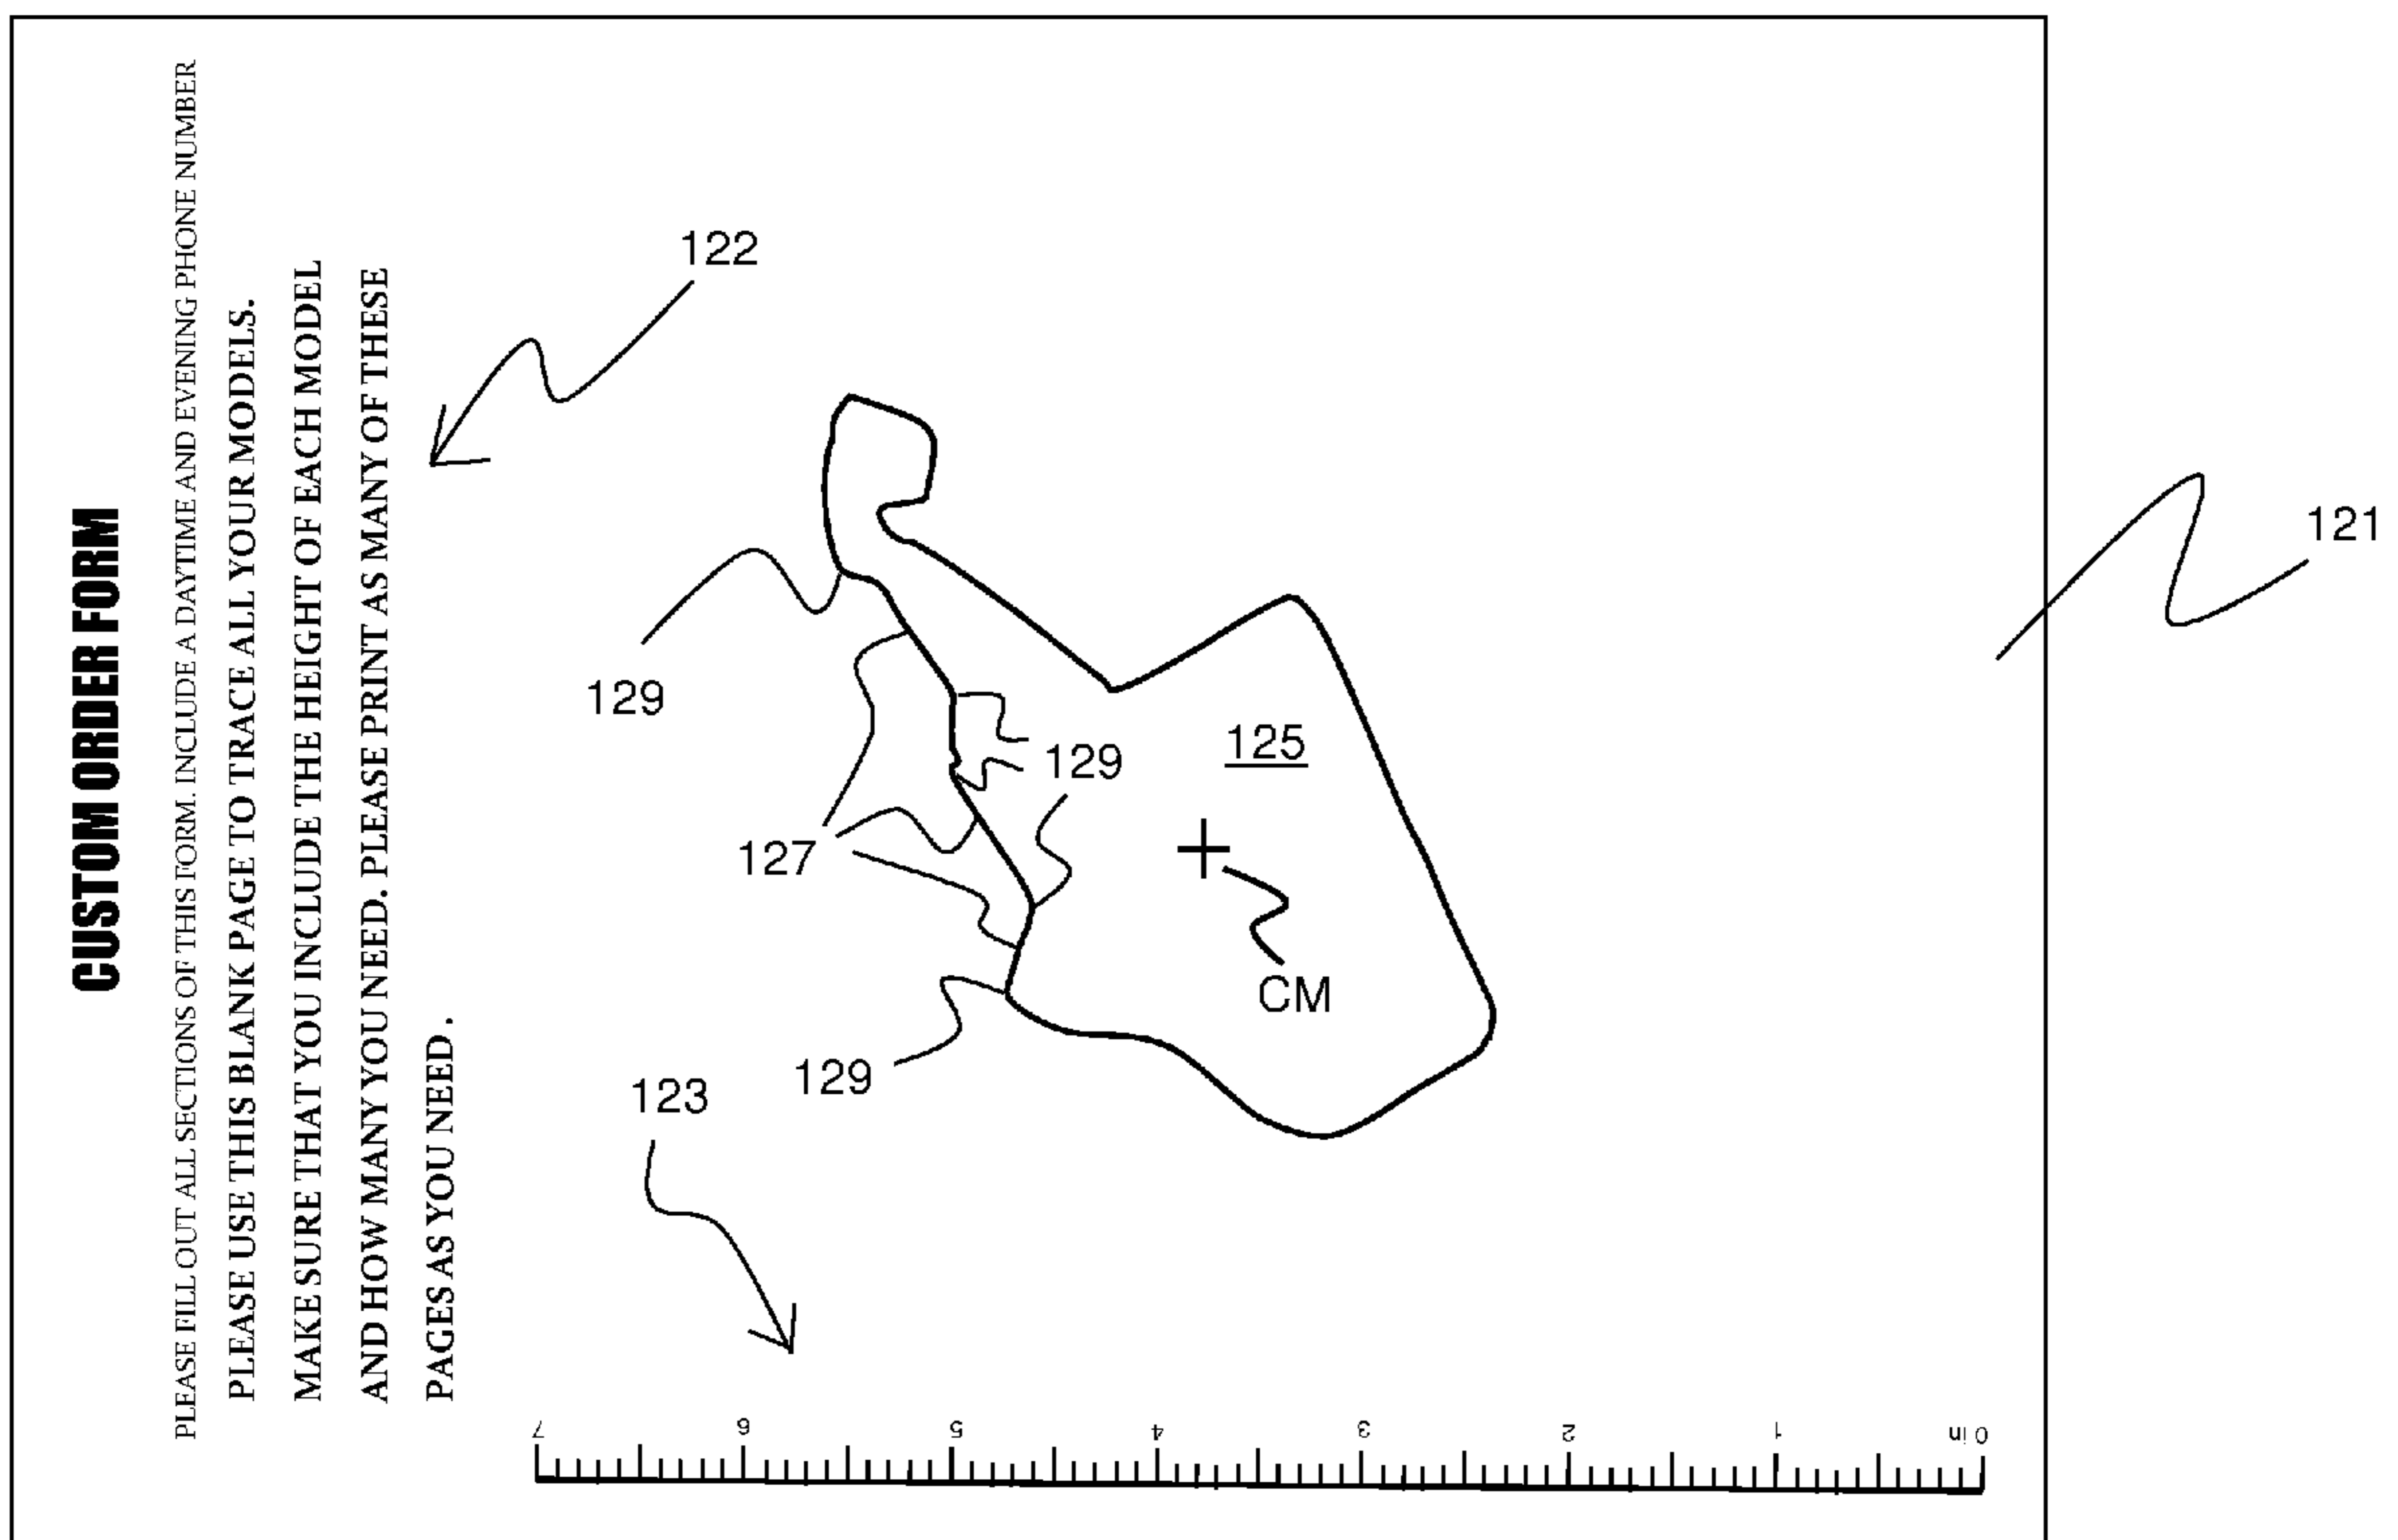 CUSTOM ORDER FORM
PLEASE FILL OUT ALL SECTIONS OF THIS FORM. INCLUDE A DAYTIME AND EVENING PHONE NUMBER
PLEASE USE THIS BLANK PAGE TO TRACE ALL YOUR MODELS.
MAKE SURE THAT YOU INCLUDE THE HEIGHT OF EACH MODEL
AND HOW MANY YOU NEED. PLEASE PRINT AS MANY OF THESE
PAGES AS YOU NEED.
122
121
129
125
129
127
CM
129
123
7 6 5 4 3 2 1 0 in